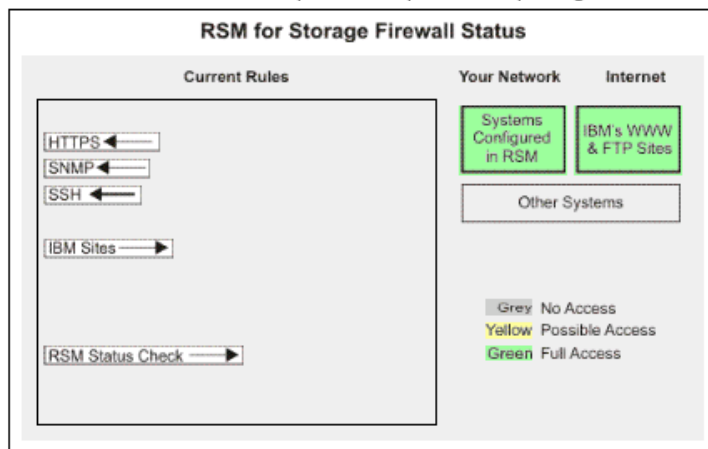 RSM for Storage Firewall Status
Current Rules
Your Network
Internet
HTTPS
SNMP
SSH
IBM Sites
RSM Status Check
Systems
Configured
in RSM
IBM's WWW
& FTP Sites
Other Systems
Grey No Access
Yellow Possible Access
Green Full Access